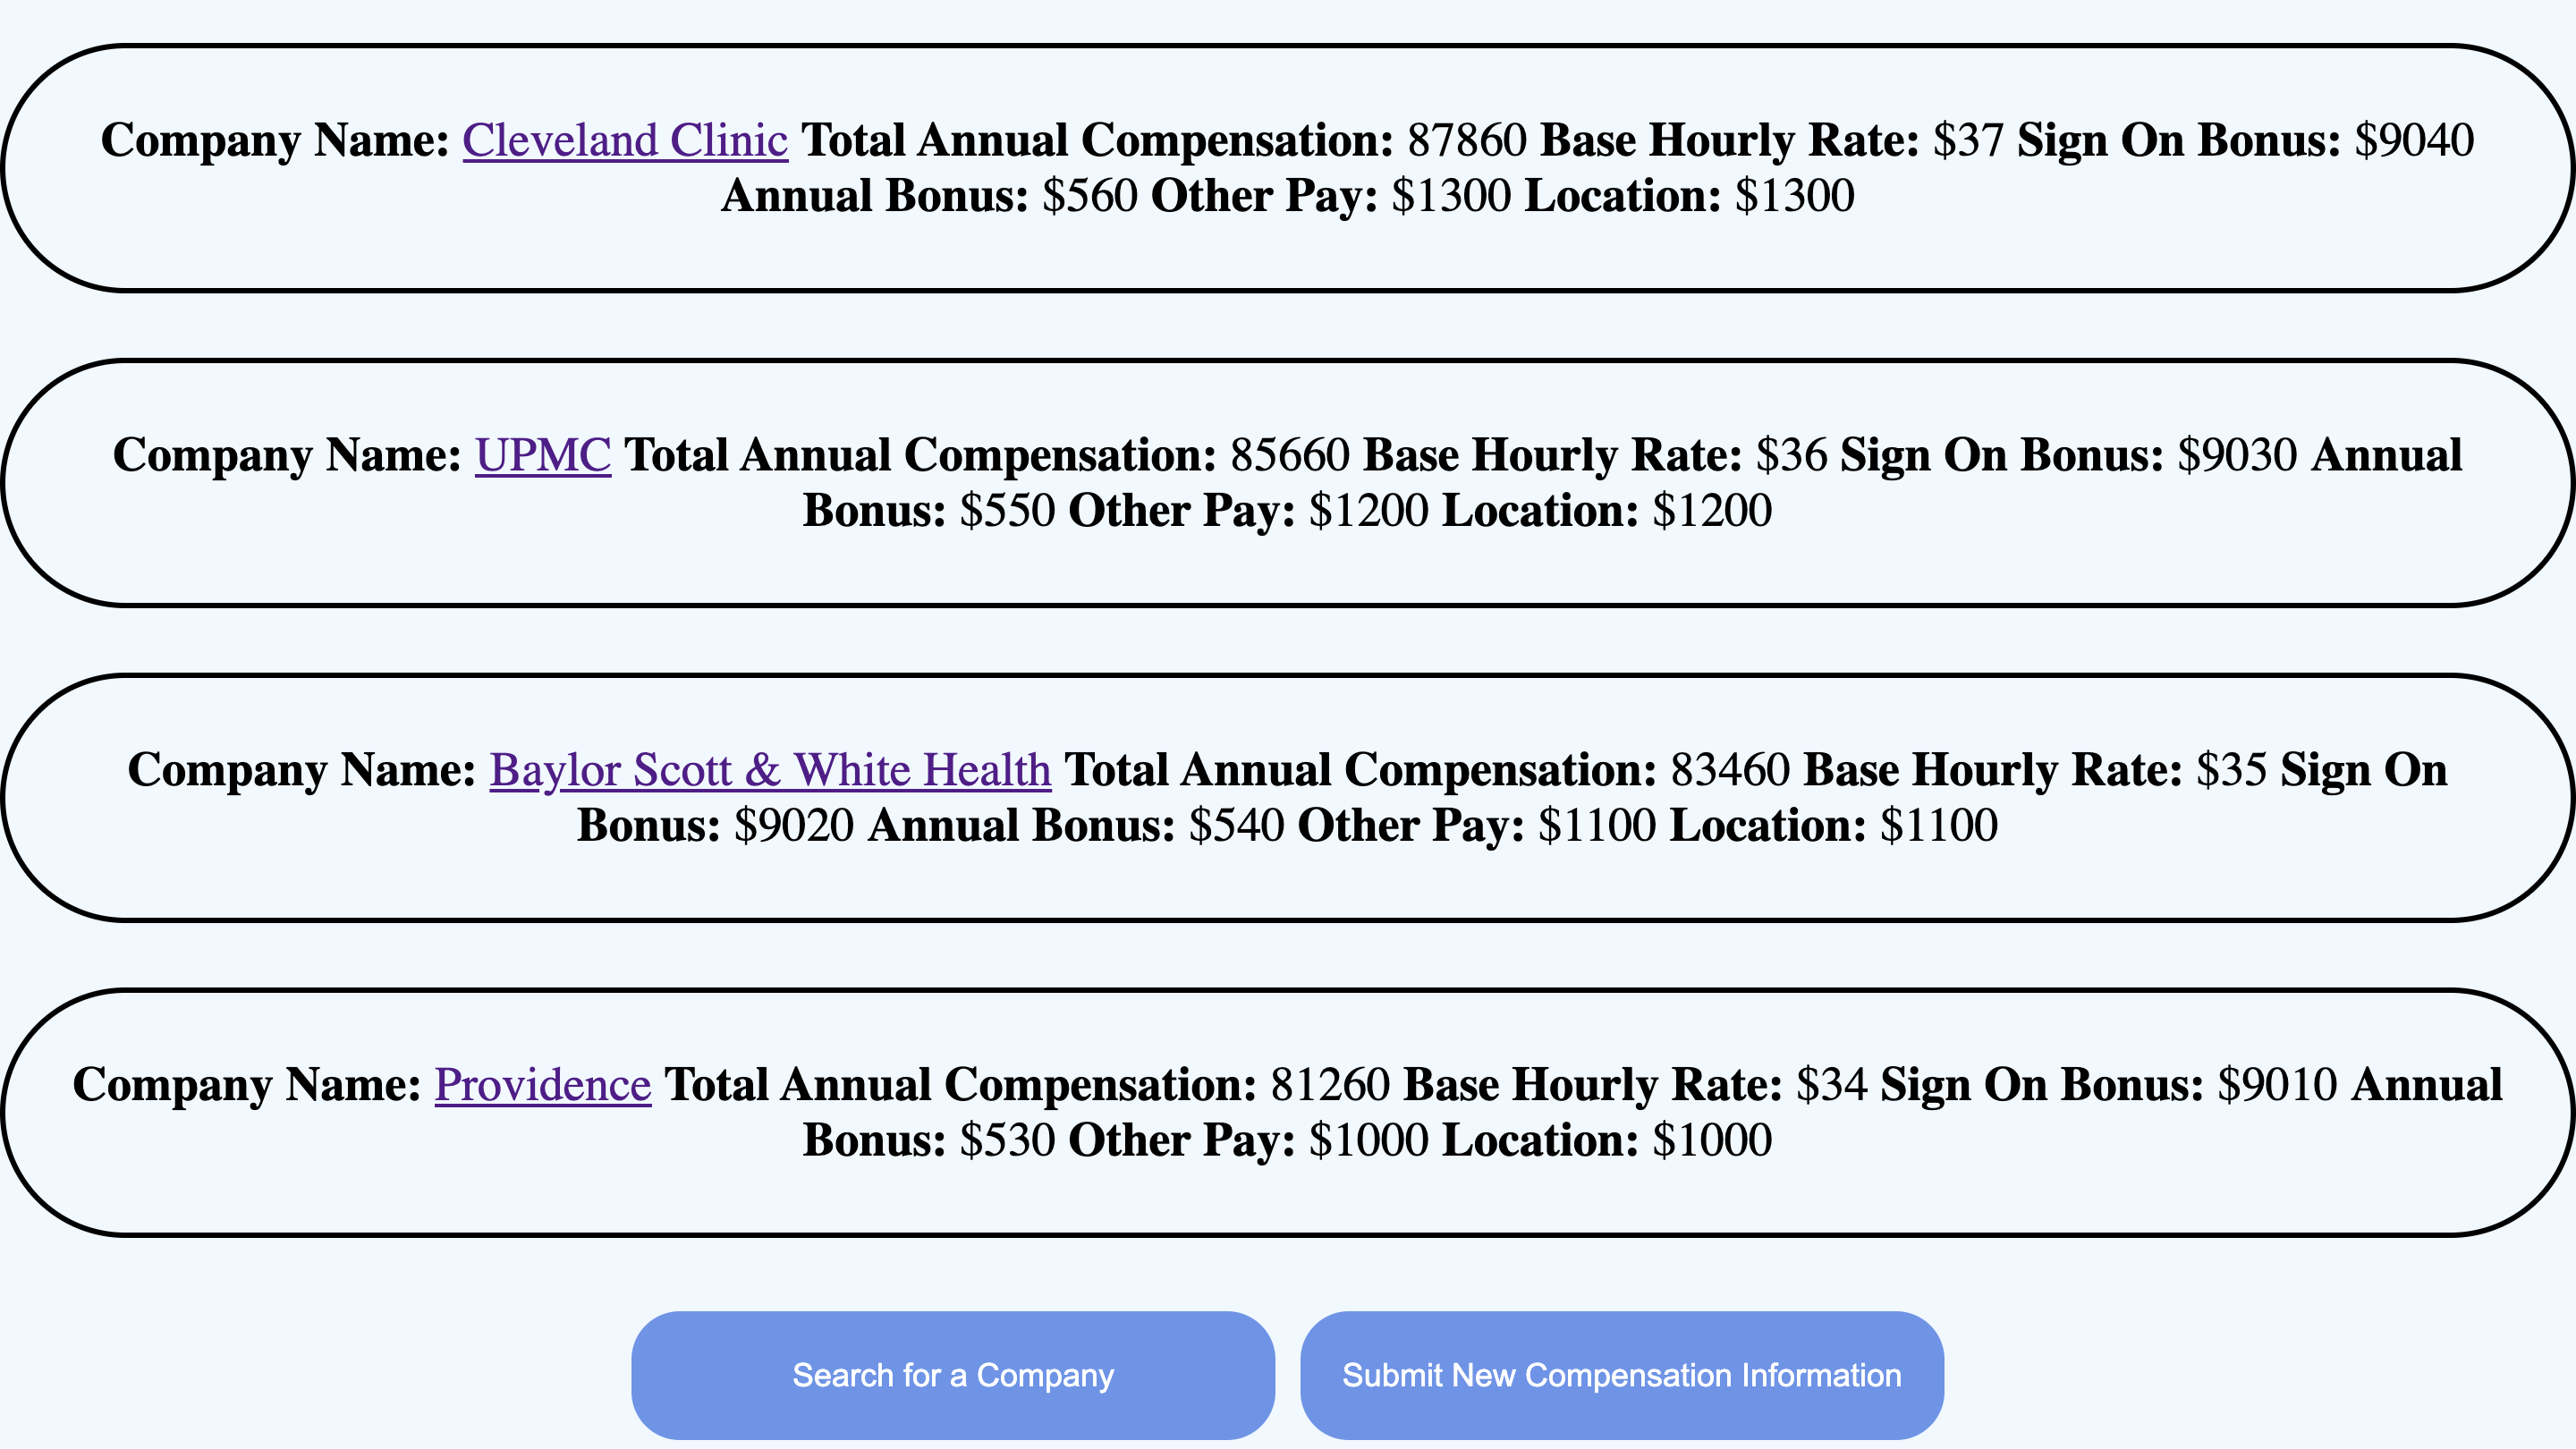 Company Name: Cleveland Clinic Total Annual Compensation: 87860 Base Hourly Rate: $37 Sign On Bonus: $9040
Annual Bonus: $560 Other Pay: $1300 Location: $1300
Company Name: UPMC Total Annual Compensation: 85660 Base Hourly Rate: $36 Sign On Bonus: $9030 Annual
Bonus: $550 Other Pay: $1200 Location: $1200
Company Name: Baylor Scott & White Health Total Annual Compensation: 83460 Base Hourly Rate: $35 Sign On
Bonus: $9020 Annual Bonus: $540 Other Pay: $1100 Location: $1100
Company Name: Providence Total Annual Compensation: 81260 Base Hourly Rate: $34 Sign On Bonus: $9010 Annual
Bonus: $530 Other Pay: $1000 Location: $1000
Search for a Company
Submit New Compensation Information